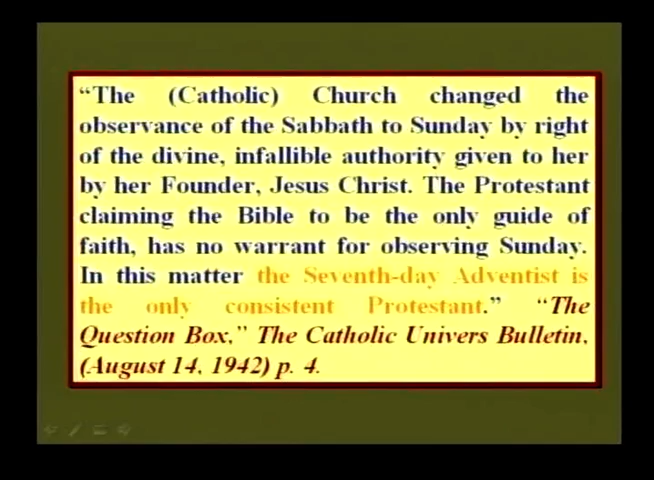 “The (Catholic) Church changed the
observance of the Sabbath to Sunday by right
of the divine, infallible authority given to her
by her Founder, Jesus Christ. The Protestant
claiming the Bible to be the only guide of
faith, has no warrant for observing Sunday.
In this matter the Seventh-day Adventist is
the only consistent Protestant.” “The
Question Box,” The Catholic Univers Bulletin,
(August 14, 1942) p. 4.